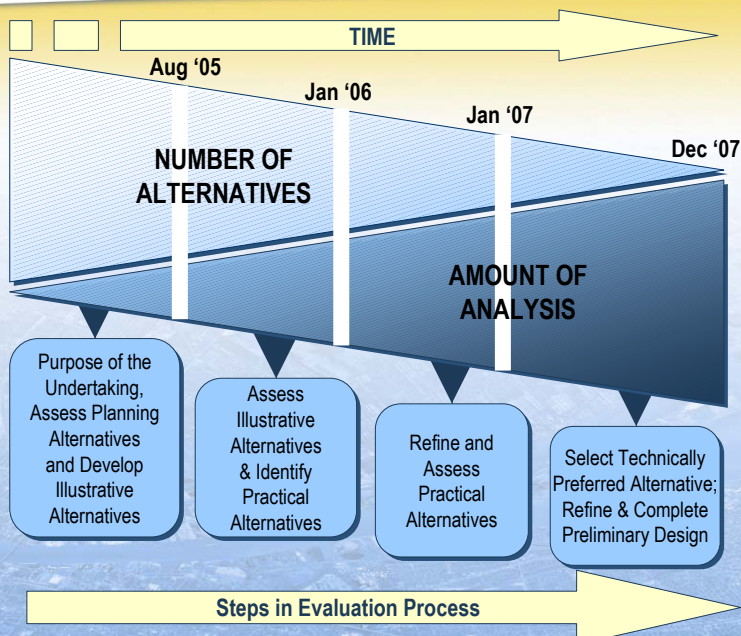 TIME
Aug ‘05
Jan ‘06
Jan ‘07
Dec ‘07
NUMBER OF
ALTERNATIVES
AMOUNT OF
ANALYSIS
Purpose of the
Undertaking,
Assess Planning
Alternatives
and Develop
Illustrative
Alternatives
Assess
Illustrative
Alternatives
& Identify
Practical
Alternatives
Refine and
Assess
Practical
Alternatives
Select Technically
Preferred Alternative;
Refine & Complete
Preliminary Design
Steps in Evaluation Process